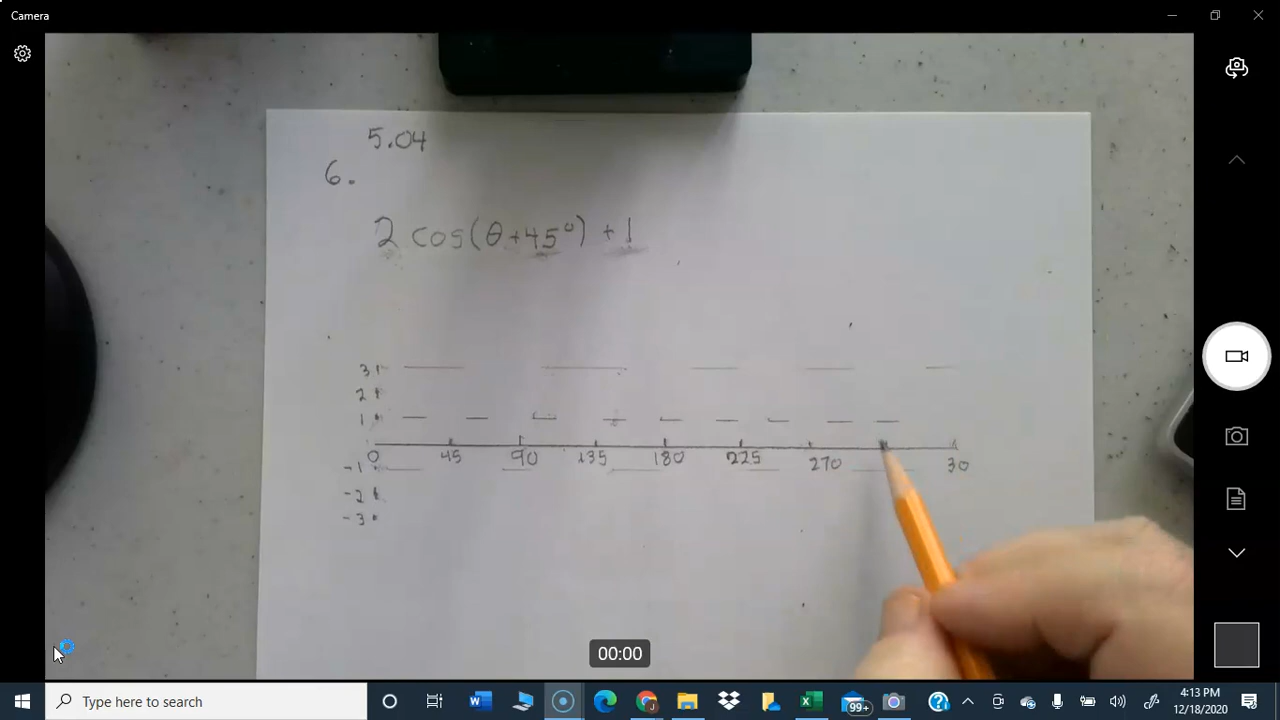 Camera
5.04
6.
2 cos(θ+45°) +1
3
2
1
0 45 90 135 180 225 270 30
-1
-2
-3
00:00
Type here to search
99+
4:13 PM
12/18/2020